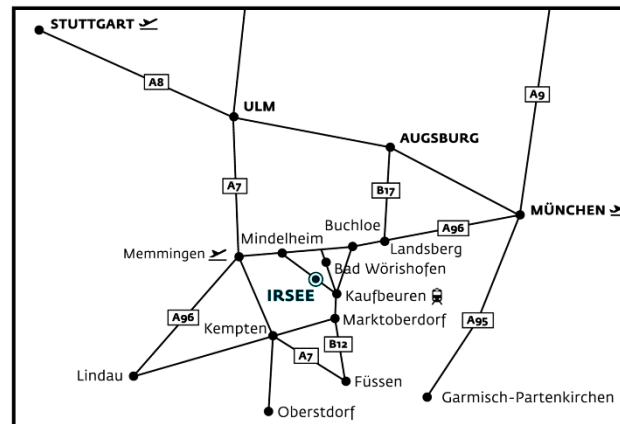 STUTTGART
A8
ULM
A9
AUGSBURG
A7
B17
MÜNCHEN
Buchloe
A96
Mindelheim
Landsberg
Memmingen
Bad Wörishofen
IRSEE
Kaufbeuren
A96
Marktoberdorf
A95
Kempten
B12
A7
Lindau
Füssen
Garmisch-Partenkirchen
Oberstdorf